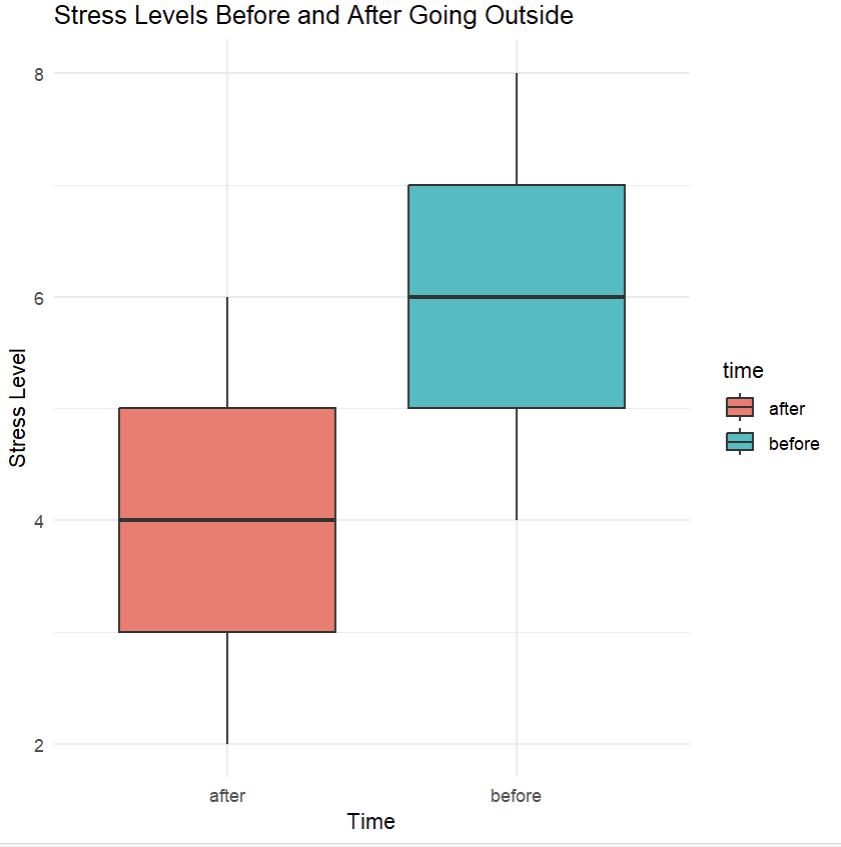 Stress Levels Before and After Going Outside
8
6
4
2
Stress Level
after
before
Time
time
after
before